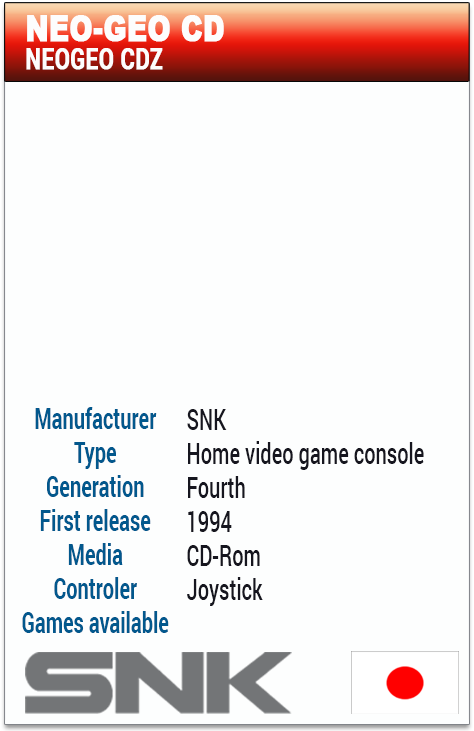 NEO-GEO CD
NEOGEO CDZ
Manufacturer SNK
Type Home video game console
Generation Fourth
First release 1994
Media CD-Rom
Controler Joystick
Games available
SNK